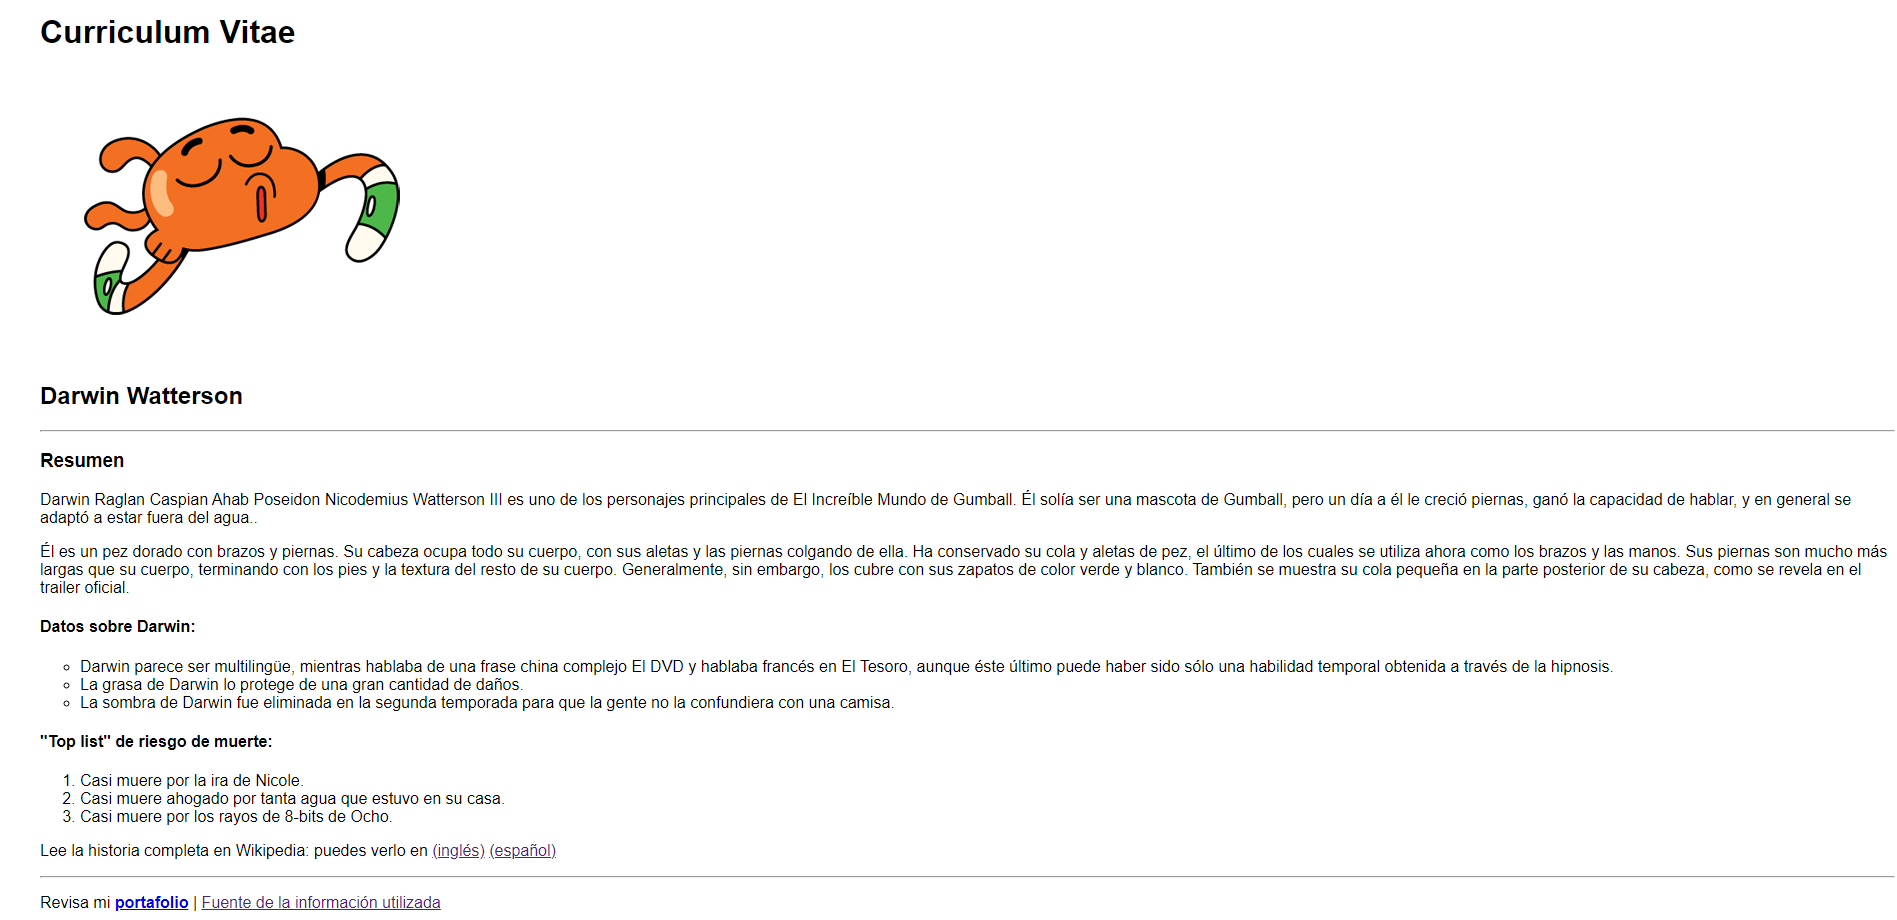 Curriculum Vitae
Darwin Watterson
Resumen
Darwin Raglan Caspian Ahab Poseidon Nicodemius Watterson III es uno de los personajes principales de El Increíble Mundo de Gumball. Él solía ser una mascota de Gumball, pero un día a él le creció piernas, ganó la capacidad de hablar, y en general se
adaptó a estar fuera del agua..
Él es un pez dorado con brazos y piernas. Su cabeza ocupa todo su cuerpo, con sus aletas y las piernas colgando de ella. Ha conservado su cola y aletas de pez, el último de los cuales se utiliza ahora como los brazos y las manos. Sus piernas son mucho más
largas que su cuerpo, terminando con los pies y la textura del resto de su cuerpo. Generalmente, sin embargo, los cubre con sus zapatos de color verde y blanco. También se muestra su cola pequeña en la parte posterior de su cabeza, como se revela en el
trailer oficial.
Datos sobre Darwin:
◦ Darwin parece ser multilingüe, mientras hablaba de una frase china complejo El DVD y hablaba francés en El Tesoro, aunque éste último puede haber sido sólo una habilidad temporal obtenida a través de la hipnosis.
◦ La grasa de Darwin lo protege de una gran cantidad de daños.
◦ La sombra de Darwin fue eliminada en la segunda temporada para que la gente no la confundiera con una camisa.
"Top list" de riesgo de muerte:
1. Casi muere por la ira de Nicole.
2. Casi muere ahogado por tanta agua que estuvo en su casa.
3. Casi muere por los rayos de 8-bits de Ocho.
Lee la historia completa en Wikipedia: puedes verlo en (inglés) (español)
Revisa mi portafolio | Fuente de la información utilizada